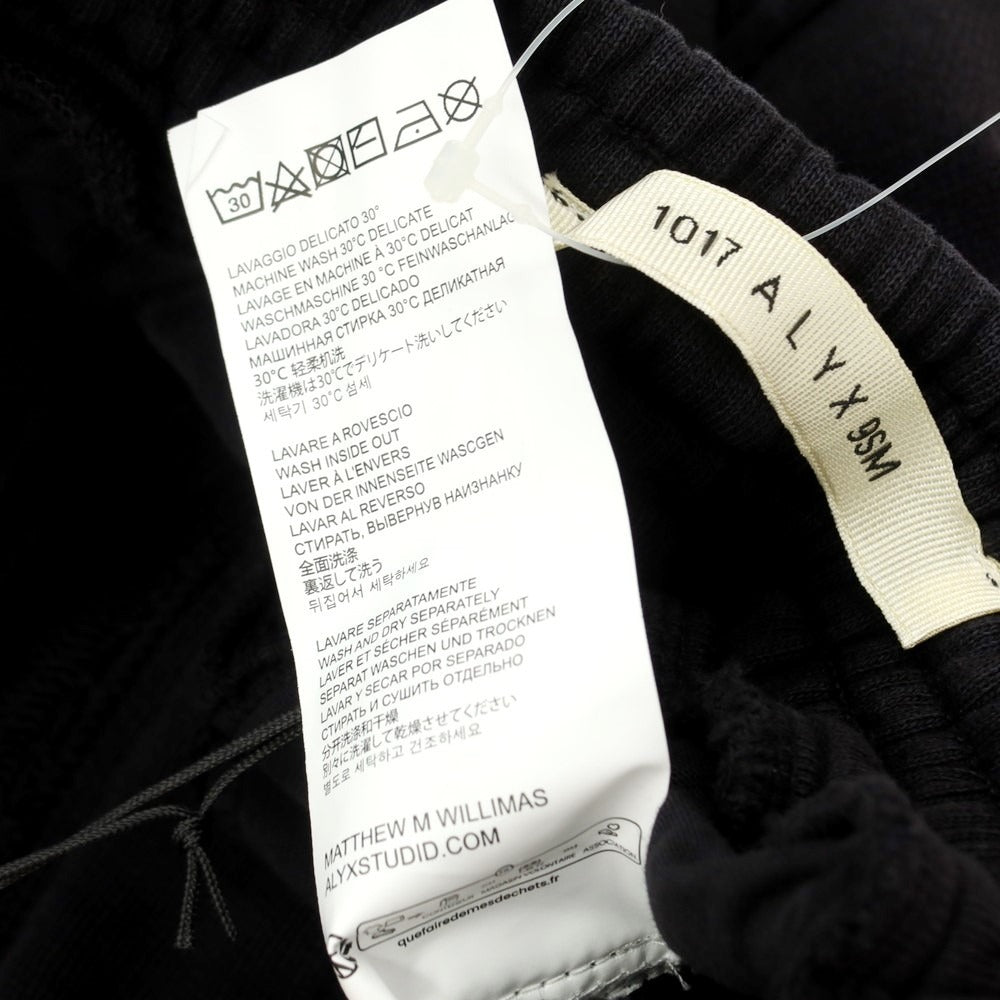 30
LAVAGGIO DELICATO 30°
MACHINE WASH 30°C DELICATE
LAVAGE EN MACHINE À 30°C DELICAT
WASCHMASCHINE 30 °C FEINWASCHANLAG
LAVADORA 30°C DELICADO
МАШИННАЯ СТИРКА 30°C ДЕЛИКАТНАЯ
30°C 轻柔机洗
洗濯機は30℃でデリケート洗いしてください
세탁기 30°C 섬세
LAVARE A ROVESCIO
WASH INSIDE OUT
LAVER À L'ENVERS
VON DER INNENSEITE WASCGEN
LAVAR AL REVERSO
СТИРАТЬ, ВЫВЕРНУВ НАИЗНАНКУ
全面洗涤
裏返して洗う
뒤집어서 세탁하세요
LAVARE SEPARATAMENTE
WASH AND DRY SEPARATELY
LAVER ET SÉCHER SÉPARÉMENT
SEPARAT WASCHEN UND TROCKNEN
LAVAR Y SECAR POR SEPARADO
СТИРАТЬ И СУШИТЬ ОТДЕЛЬНО
分开洗涤和干燥
別々に洗濯して乾燥させてください
별도로 세탁하고 건조하세요
MATTHEW M WILLIMAS
ALYXSTUDID.COM
MAGASIN VOLONTAIRE ASSOCIATION
quefairedemesdechets.fr
1017 ALYX 9SM